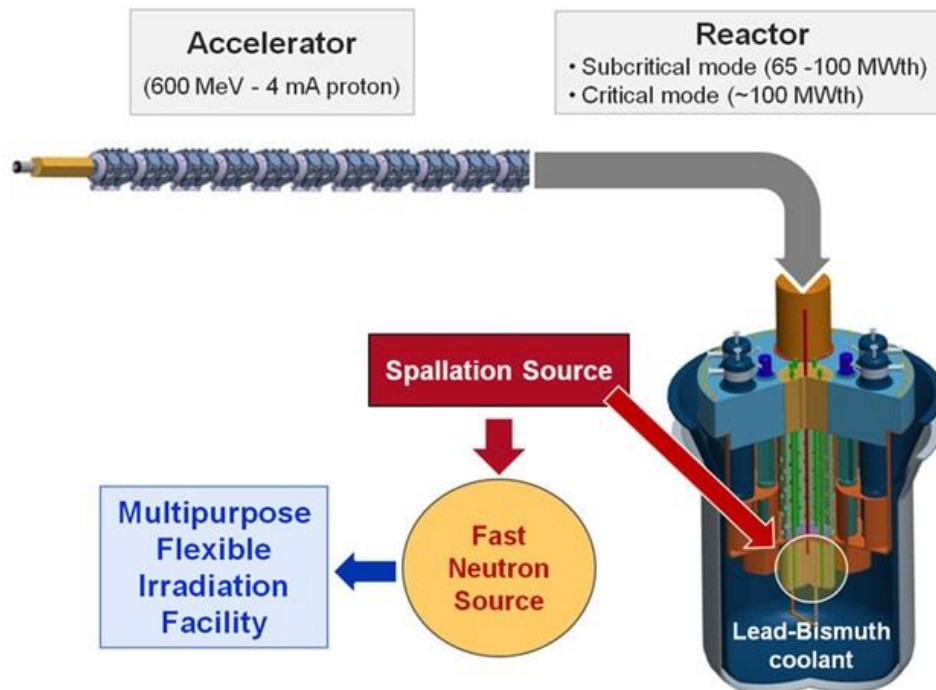 Accelerator
(600 MeV - 4 mA proton)
Reactor
• Subcritical mode (65 -100 MWth)
• Critical mode (~100 MWth)
Spallation Source
Fast
Neutron
Source
Multipurpose
Flexible
Irradiation
Facility
Lead-Bismuth
coolant